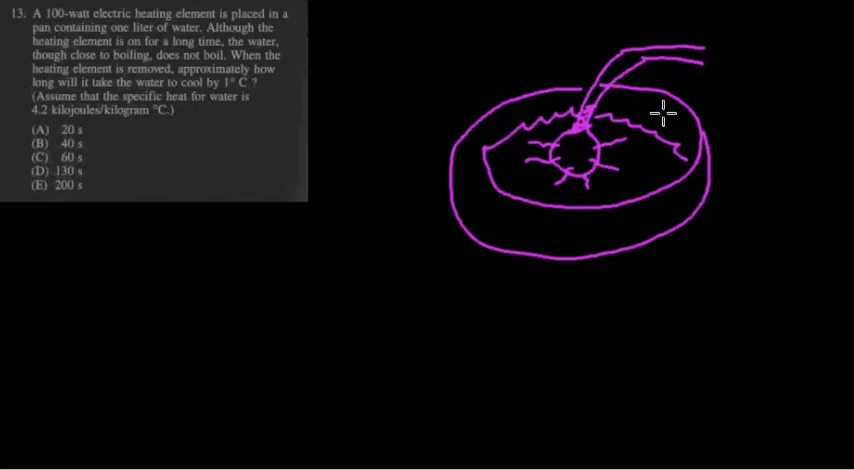 13. A 100-watt electric heating element is placed in a
pan containing one liter of water. Although the
heating element is on for a long time, the water,
though close to boiling, does not boil. When the
heating element is removed, approximately how
long will it take the water to cool by 1° C ?
(Assume that the specific heat for water is
4.2 kilojoules/kilogram °C.)
(A) 20 s
(B) 40 s
(C) 60 s
(D) 130 s
(E) 200 s